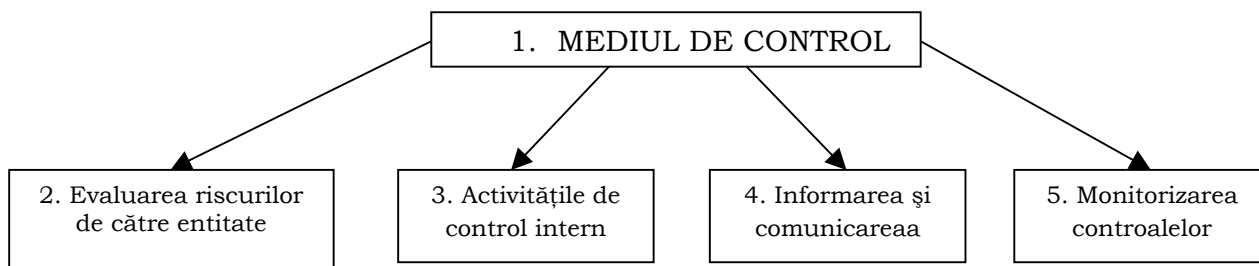 1. MEDIUL DE CONTROL
2. Evaluarea riscurilor
de către entitate
3. Activităţile de
control intern
4. Informarea şi
comunicareaa
5. Monitorizarea
controalelor